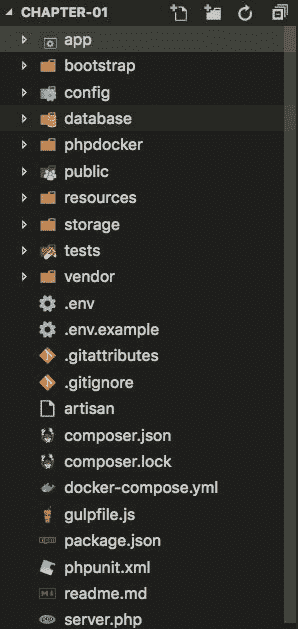 CHAPTER-01
app
bootstrap
config
database
phpdocker
public
resources
storage
tests
vendor
.env
.env.example
.gitattributes
.gitignore
artisan
composer.json
composer.lock
docker-compose.yml
gulpfile.js
package.json
phpunit.xml
readme.md
server.php